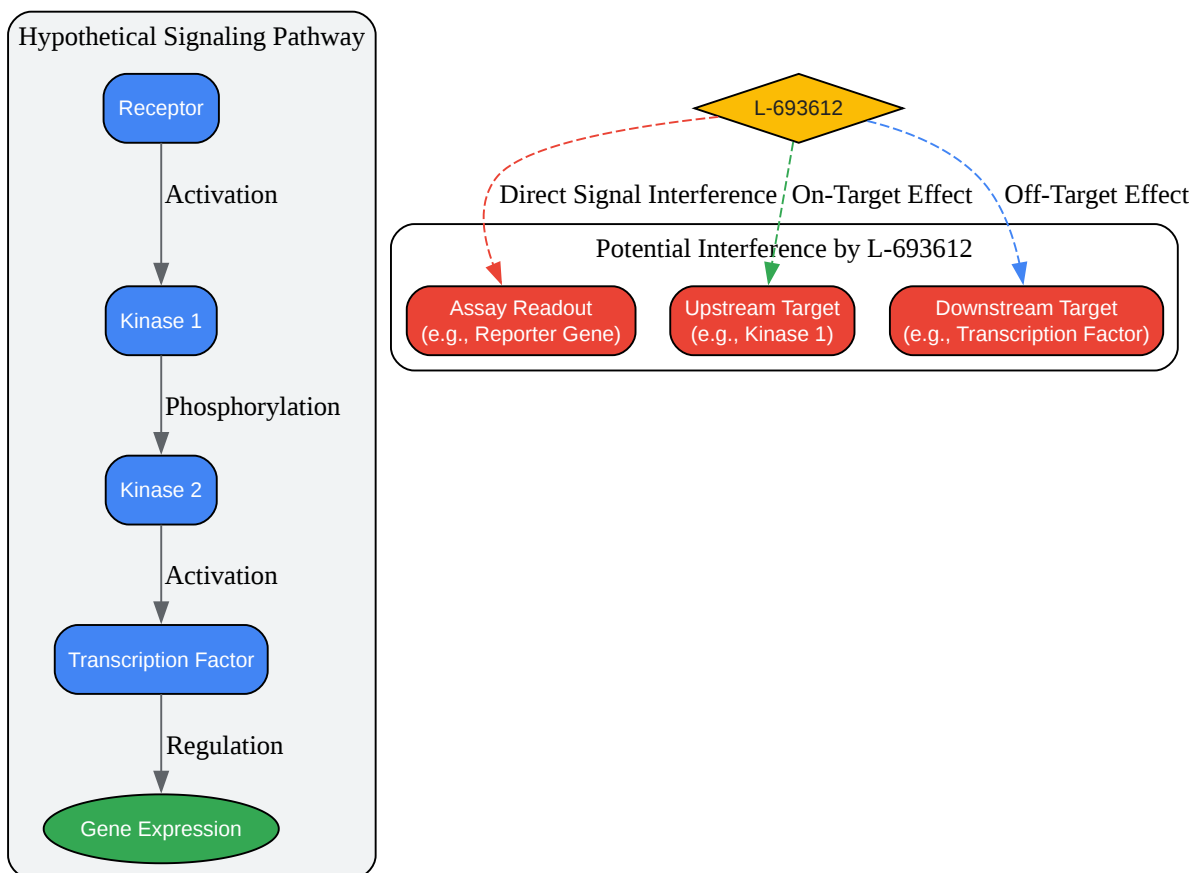 Hypothetical Signaling Pathway
Receptor
Activation
Kinase 1
Phosphorylation
Kinase 2
Activation
Transcription Factor
Regulation
Gene Expression
L-693612
Direct Signal Interference
On-Target Effect
Off-Target Effect
Potential Interference by L-693612
Assay Readout
(e.g., Reporter Gene)
Upstream Target
(e.g., Kinase 1)
Downstream Target
(e.g., Transcription Factor)